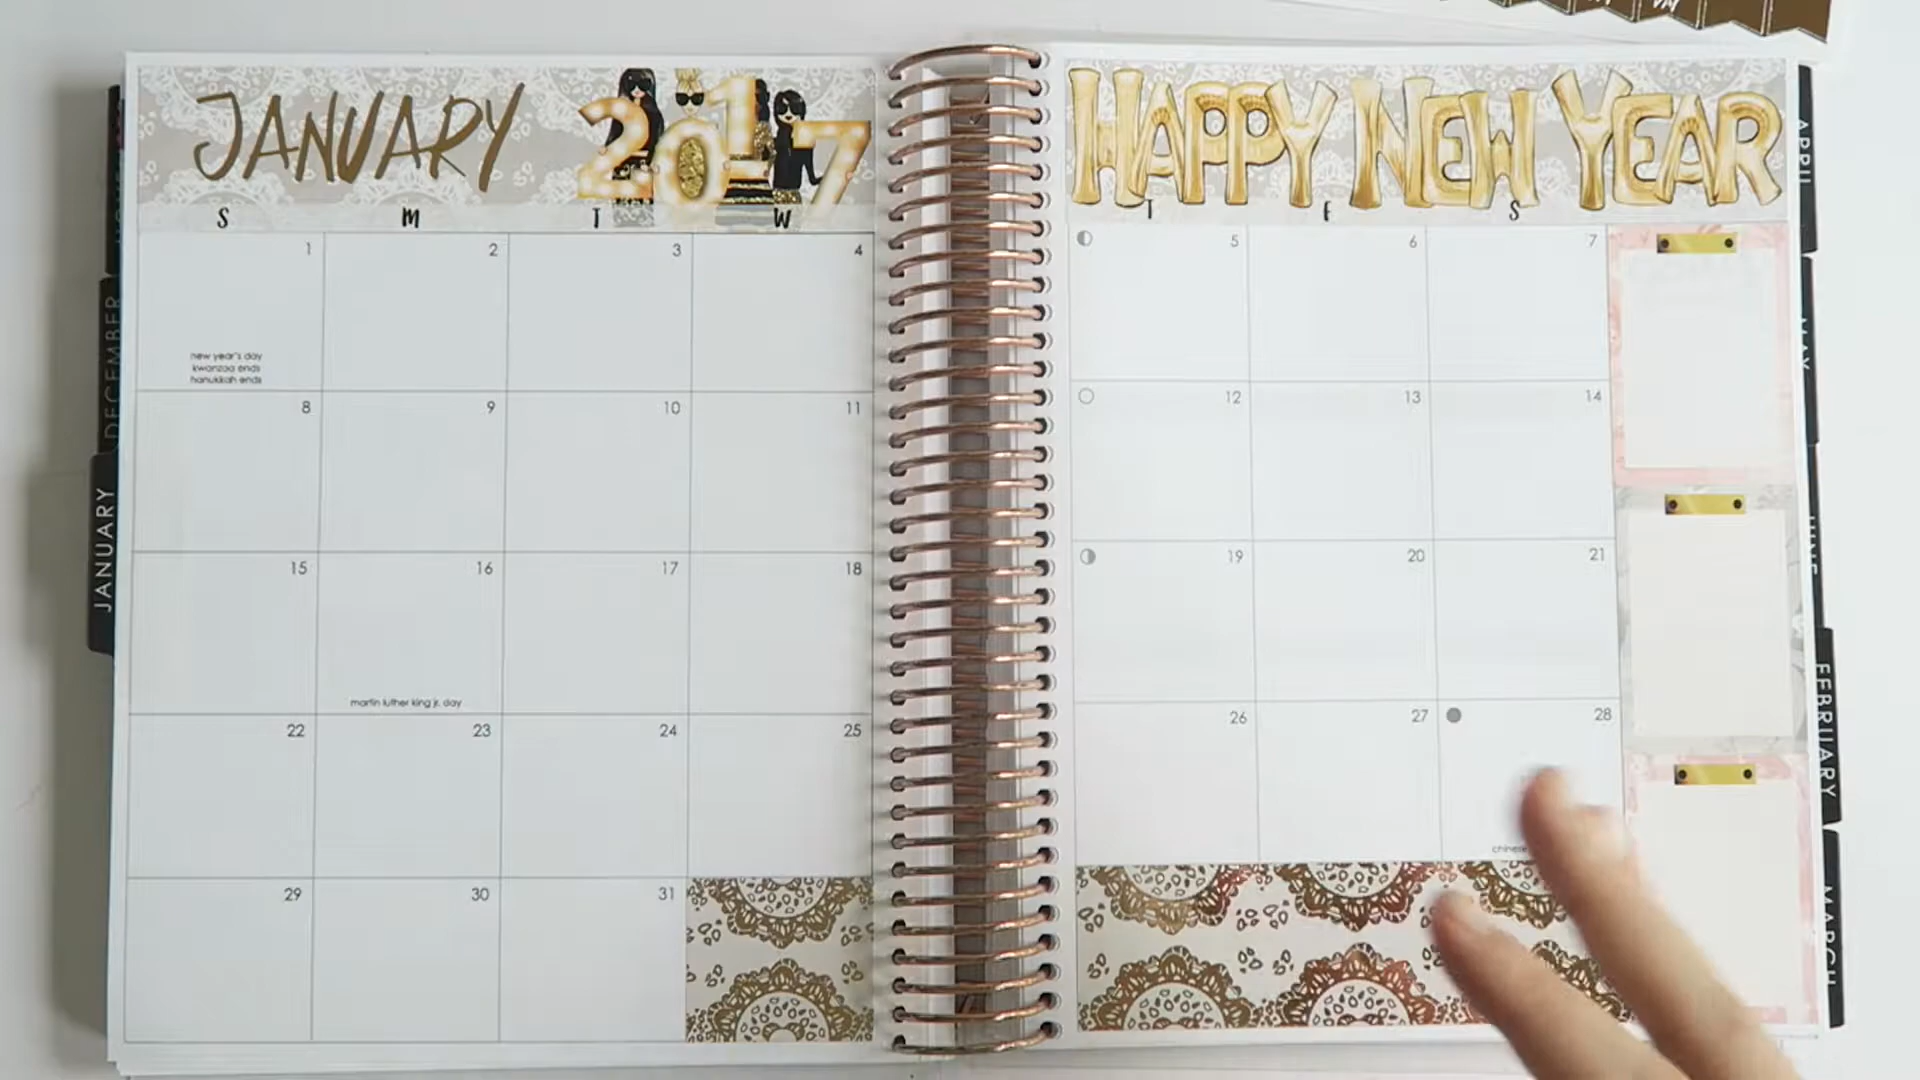 JANUARY
2017
HAPPY NEW YEAR
S M T W
T F S
1 2 3 4
5 6 7
new year's day
kwanzaa ends
hanukkah ends
8 9 10 11
12 13 14
15 16 17 18
19 20 21
martin luther king jr. day
22 23 24 25
26 27 28
29 30 31
DECEMBER
JANUARY
APRIL
MAY
JUNE
FEBRUARY
MARCH